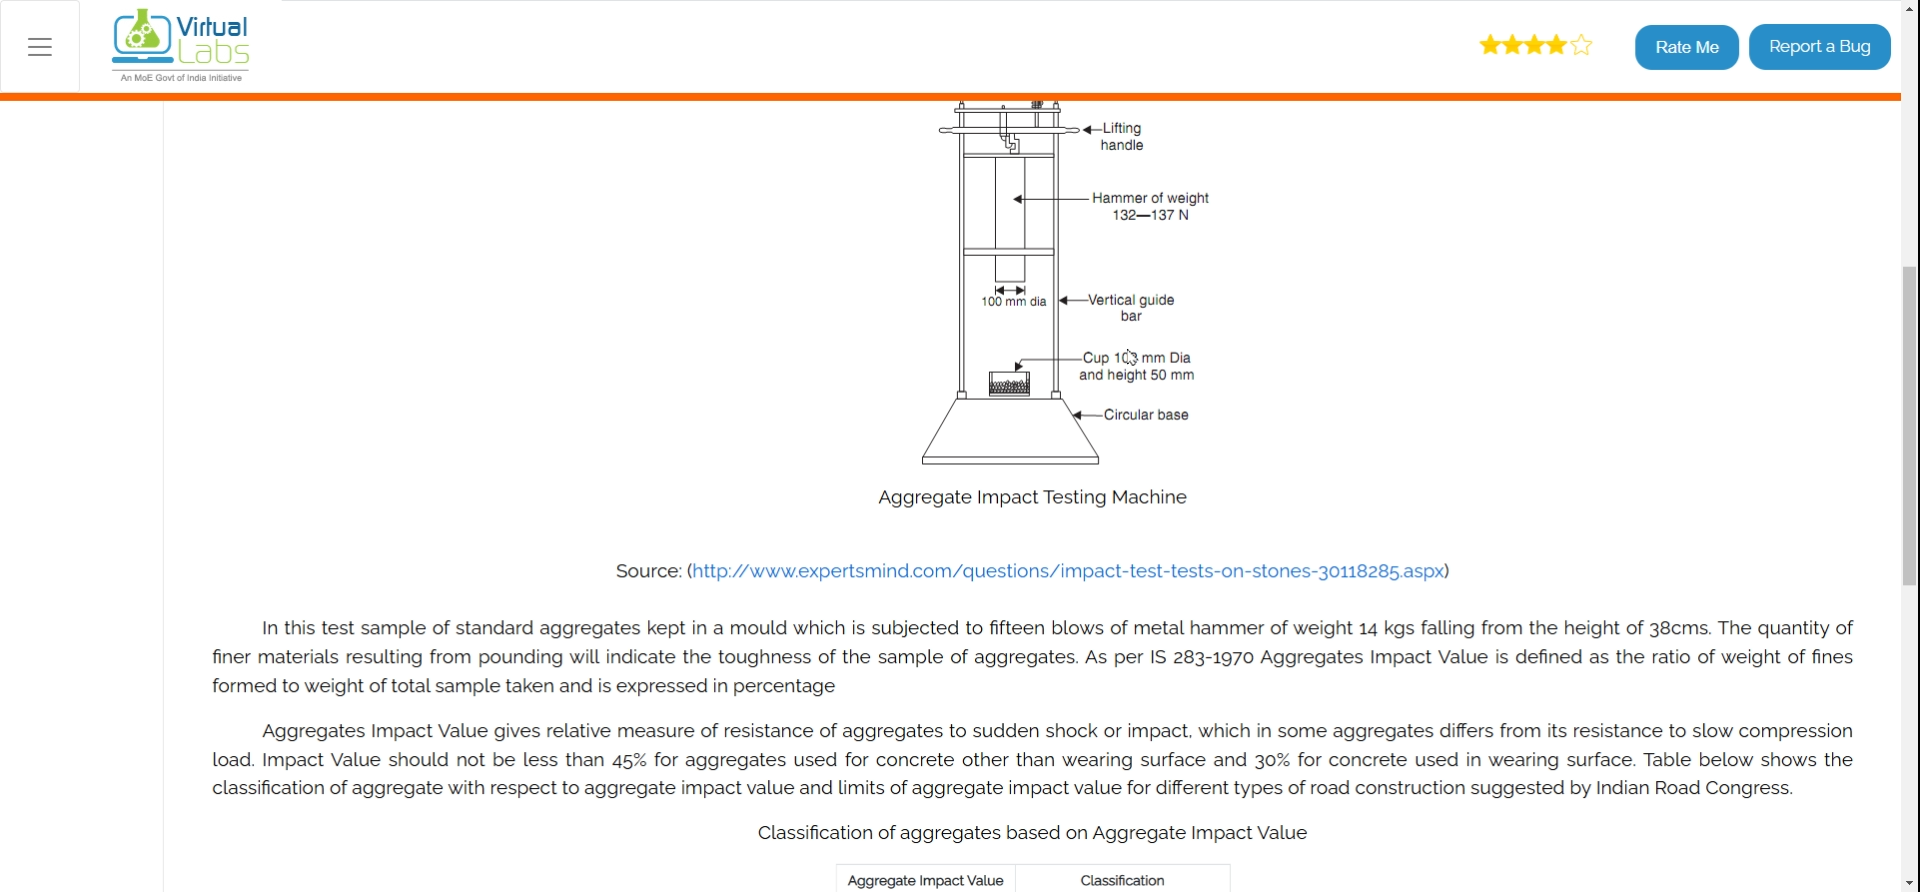 Virtual
Labs
An MoE Govt of India Initiative
Rate Me
Report a Bug
Lifting
handle
Hammer of weight
132—137 N
100 mm dia
Vertical guide
bar
Cup mm Dia
and height 50 mm
Circular base
Aggregate Impact Testing Machine
Source: (http://www.expertsmind.com/questions/impact-test-tests-on-stones-30118285.aspx)
In this test sample of standard aggregates kept in a mould which is subjected to fifteen blows of metal hammer of weight 14 kgs falling from the height of 38cms. The quantity of
finer materials resulting from pounding will indicate the toughness of the sample of aggregates. As per IS 283-1970 Aggregates Impact Value is defined as the ratio of weight of fines
formed to weight of total sample taken and is expressed in percentage
Aggregates Impact Value gives relative measure of resistance of aggregates to sudden shock or impact, which in some aggregates differs from its resistance to slow compression
load. Impact Value should not be less than 45% for aggregates used for concrete other than wearing surface and 30% for concrete used in wearing surface. Table below shows the
classification of aggregate with respect to aggregate impact value and limits of aggregate impact value for different types of road construction suggested by Indian Road Congress.
Classification of aggregates based on Aggregate Impact Value
Aggregate Impact Value
Classification